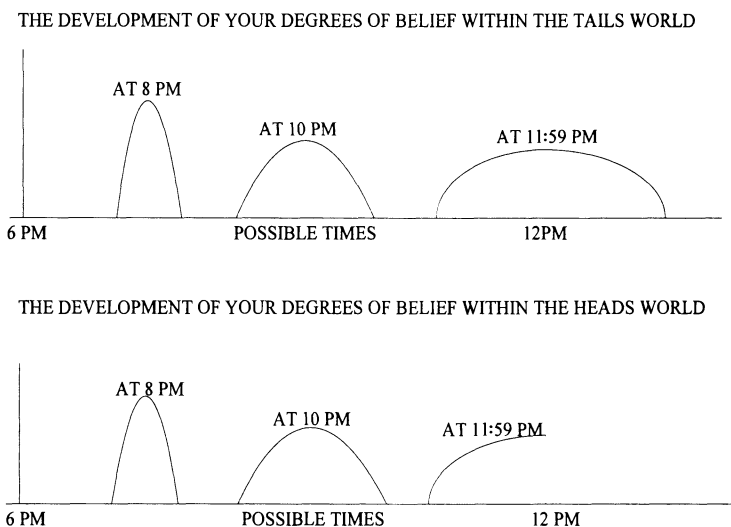 THE DEVELOPMENT OF YOUR DEGREES OF BELIEF WITHIN THE TAILS WORLD
AT 8 PM
AT 10 PM
AT 11:59 PM
6 PM
POSSIBLE TIMES
12PM
THE DEVELOPMENT OF YOUR DEGREES OF BELIEF WITHIN THE HEADS WORLD
AT 8 PM
AT 10 PM
AT 11:59 PM
6 PM
POSSIBLE TIMES
12 PM